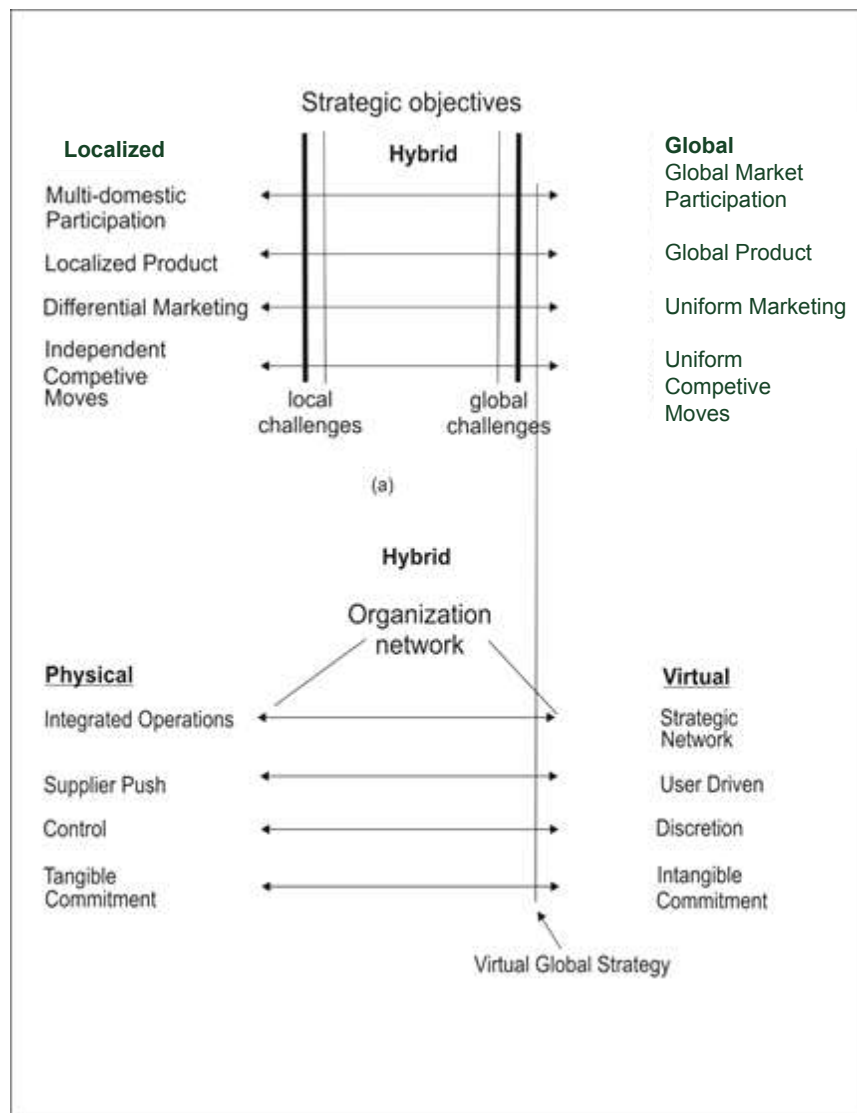 Strategic objectives
Localized
Hybrid
Global
Multi-domestic
Participation
Global Market
Participation
Localized Product
Global Product
Differential Marketing
Uniform Marketing
Independent
Competive
Moves
Uniform
Competive
Moves
local
challenges
global
challenges
(a)
Hybrid
Organization
network
Physical
Virtual
Integrated Operations
Strategic
Network
Supplier Push
User Driven
Control
Discretion
Tangible
Commitment
Intangible
Commitment
Virtual Global Strategy